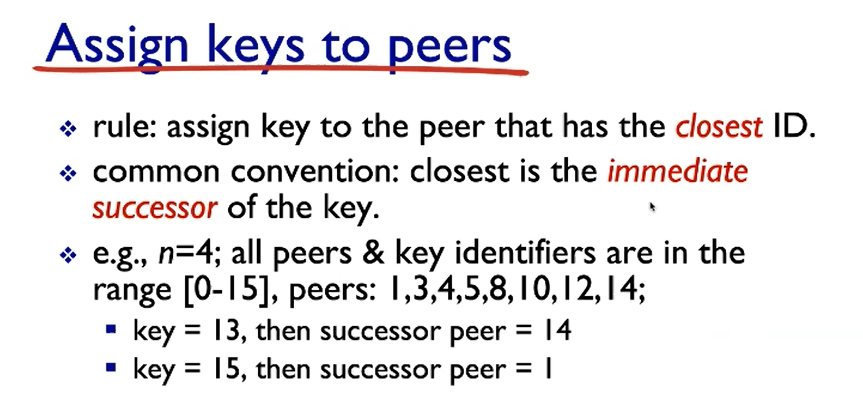 Assign keys to peers
❖ rule: assign key to the peer that has the closest ID.
❖ common convention: closest is the immediate
successor of the key.
❖ e.g., n=4; all peers & key identifiers are in the
range [0-15], peers: 1,3,4,5,8,10,12,14;
▪ key = 13, then successor peer = 14
▪ key = 15, then successor peer = 1